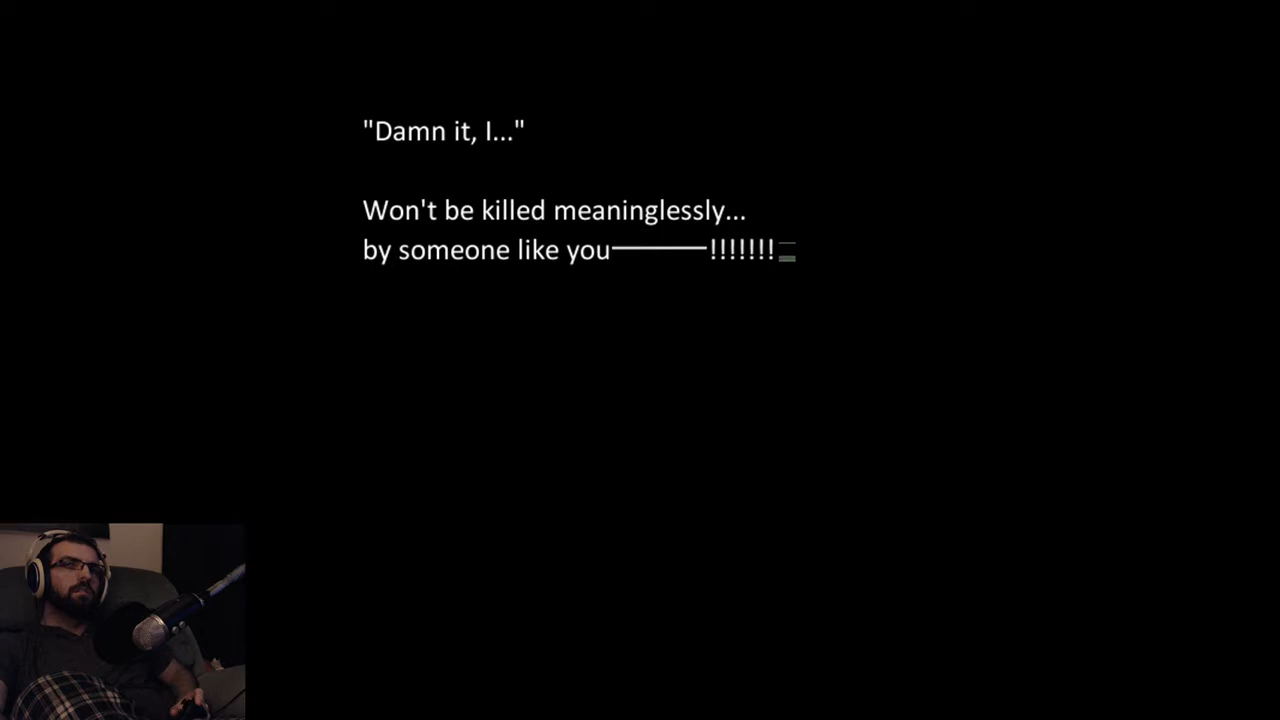 "Damn it, I..."
Won't be killed meaninglessly...
by someone like you────!!!!!!!